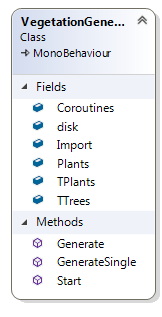 VegetationGene...
Class
MonoBehaviour
Fields
Coroutines
disk
Import
Plants
TPlants
TTrees
Methods
Generate
GenerateSingle
Start